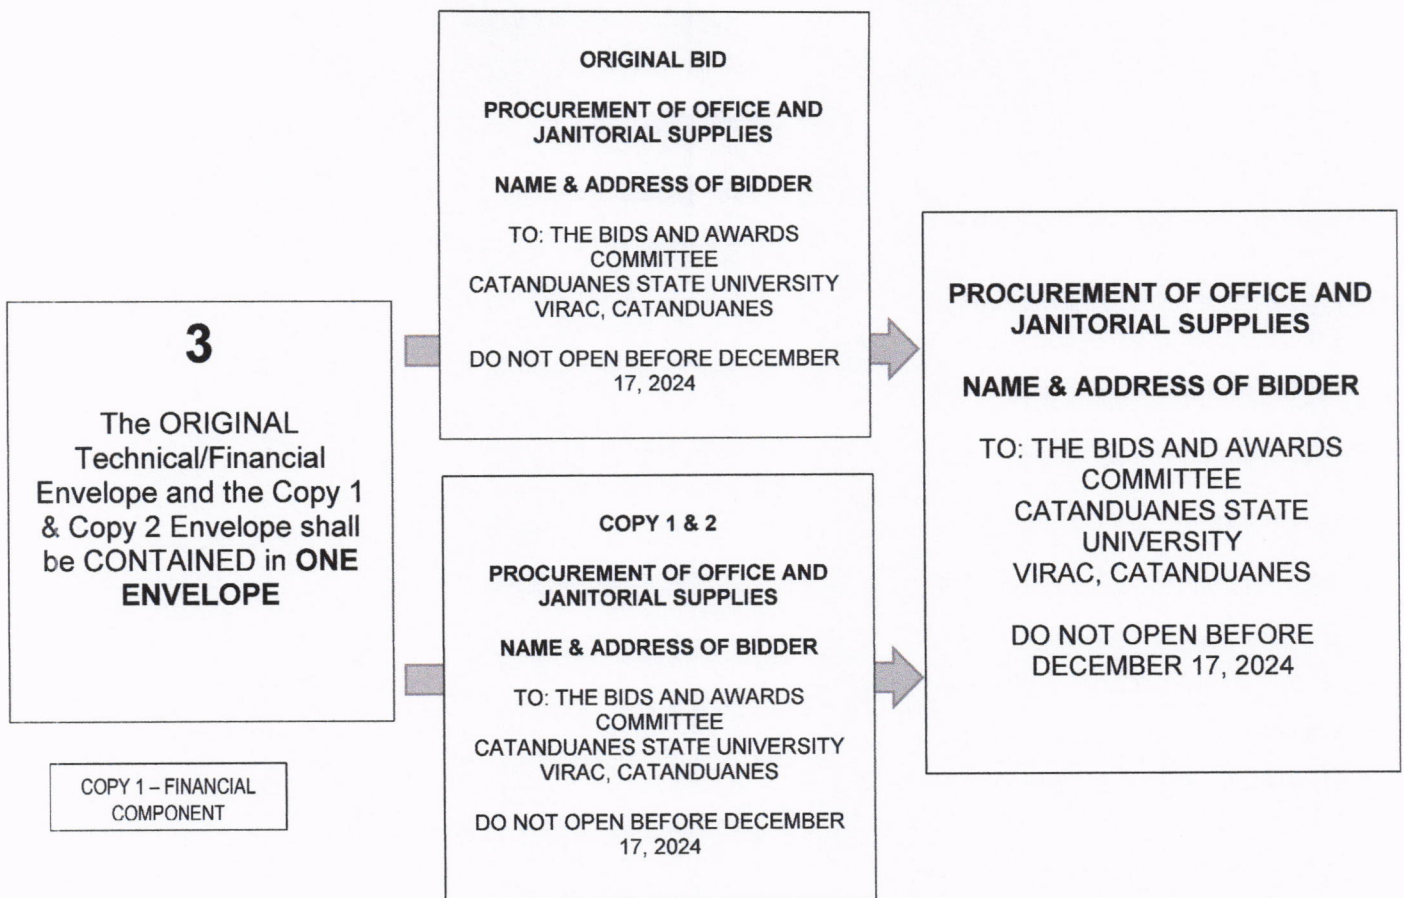 3
The ORIGINAL
Technical/Financial
Envelope and the Copy 1
& Copy 2 Envelope shall
be CONTAINED in ONE
ENVELOPE
COPY 1 – FINANCIAL
COMPONENT
ORIGINAL BID
PROCUREMENT OF OFFICE AND
JANITORIAL SUPPLIES
NAME & ADDRESS OF BIDDER
TO: THE BIDS AND AWARDS
COMMITTEE
CATANDUANES STATE UNIVERSITY
VIRAC, CATANDUANES
DO NOT OPEN BEFORE DECEMBER
17, 2024
COPY 1 & 2
PROCUREMENT OF OFFICE AND
JANITORIAL SUPPLIES
NAME & ADDRESS OF BIDDER
TO: THE BIDS AND AWARDS
COMMITTEE
CATANDUANES STATE UNIVERSITY
VIRAC, CATANDUANES
DO NOT OPEN BEFORE DECEMBER
17, 2024
PROCUREMENT OF OFFICE AND
JANITORIAL SUPPLIES
NAME & ADDRESS OF BIDDER
TO: THE BIDS AND AWARDS
COMMITTEE
CATANDUANES STATE
UNIVERSITY
VIRAC, CATANDUANES
DO NOT OPEN BEFORE
DECEMBER 17, 2024